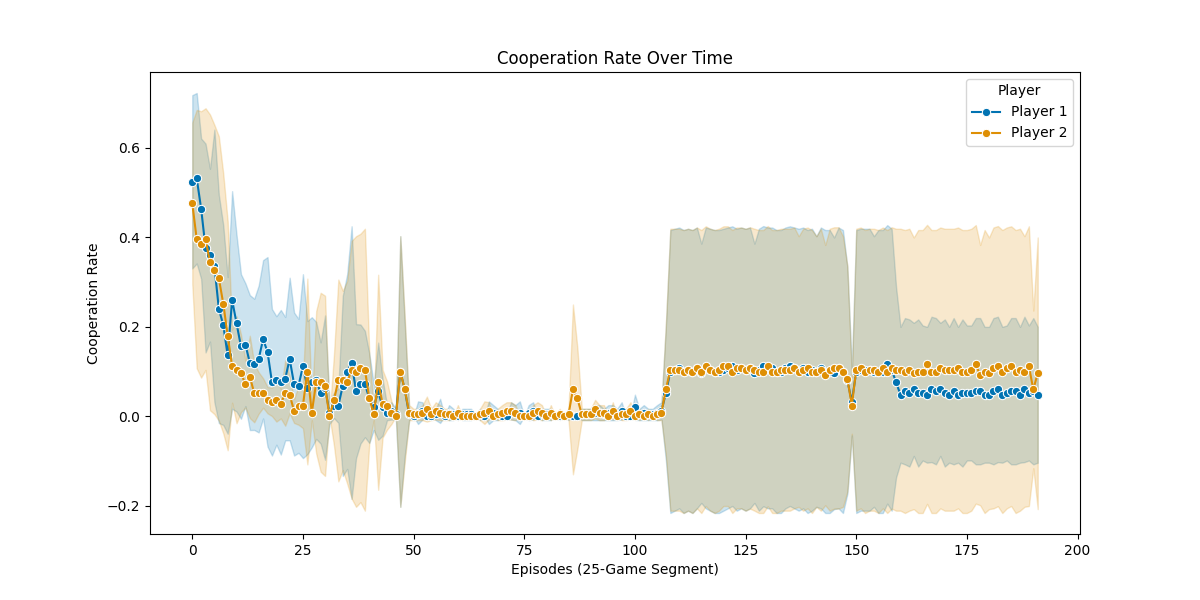 Cooperation Rate Over Time
Player
Player 1
Player 2
Cooperation Rate
0.6
0.4
0.2
0.0
−0.2
0 25 50 75 100 125 150 175 200
Episodes (25-Game Segment)